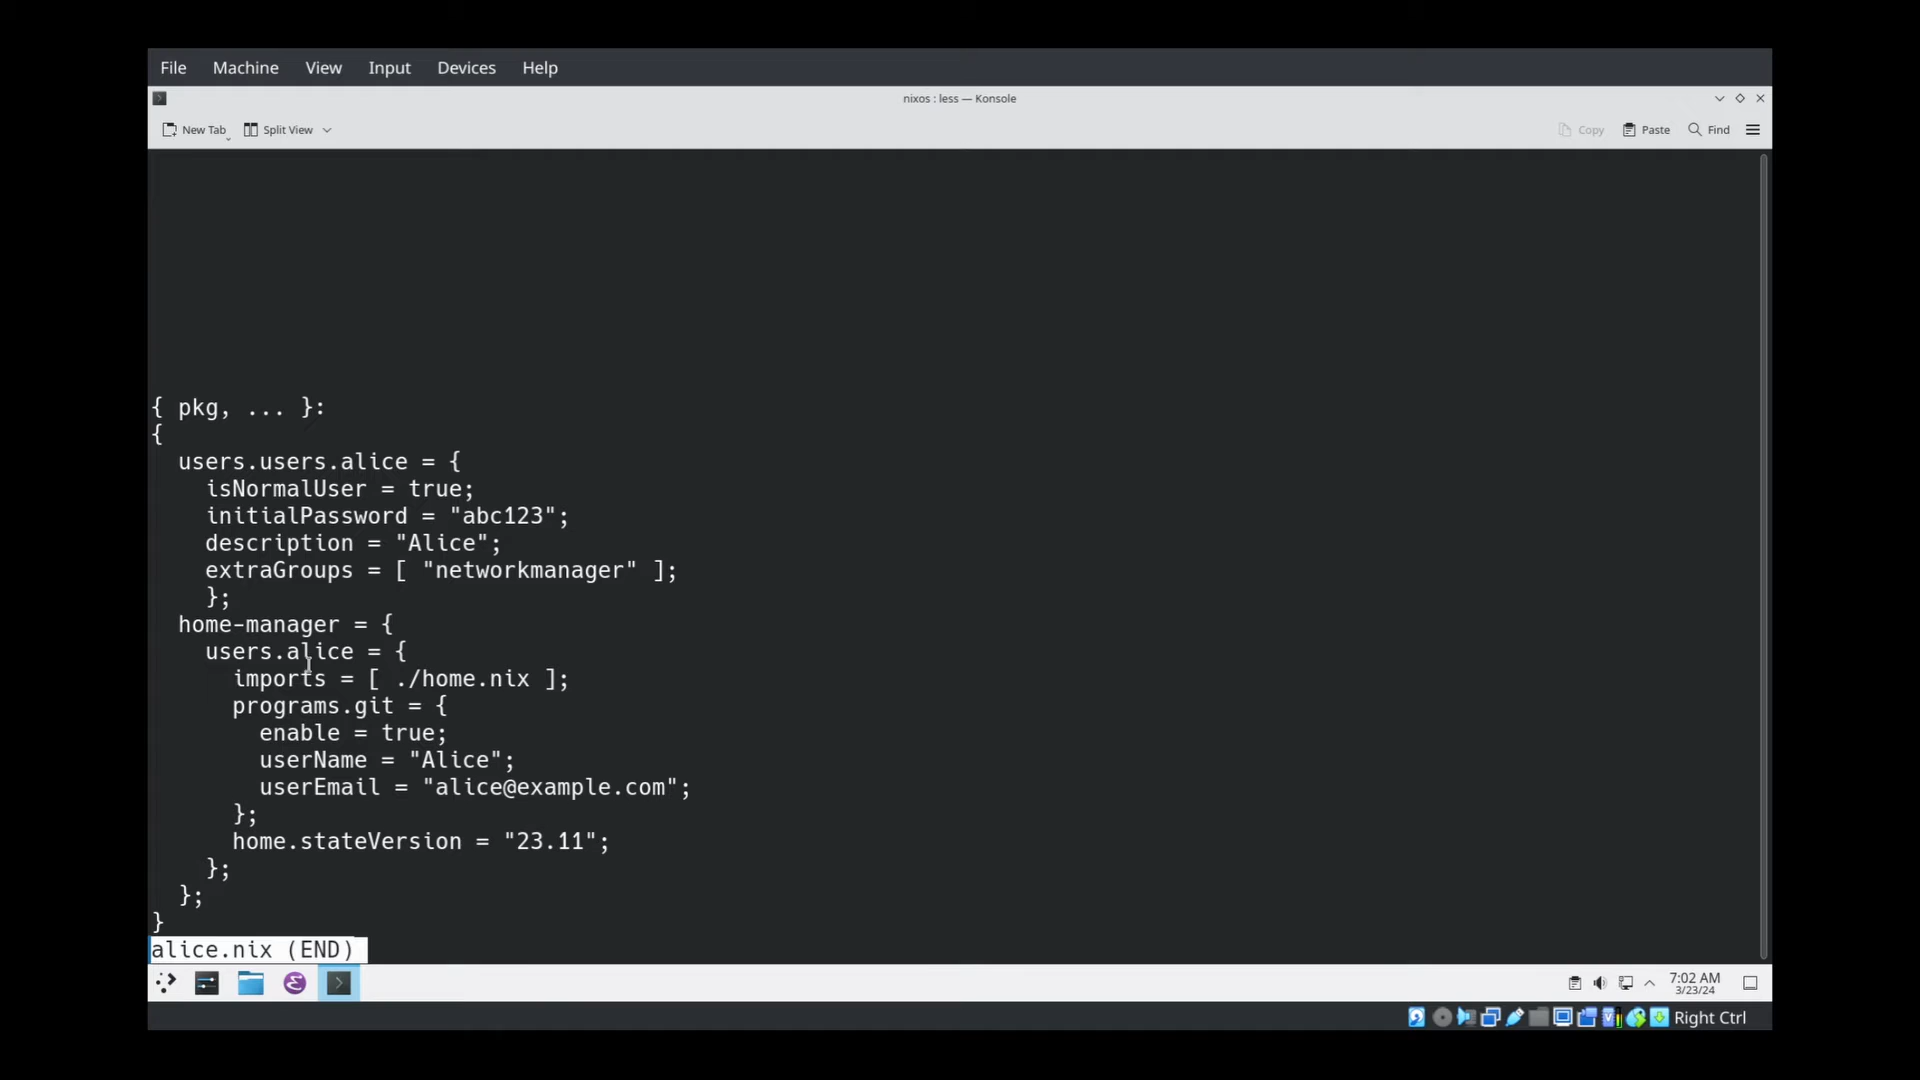 File Machine View Input Devices Help
nixos : less — Konsole
New Tab Split View Copy Paste Find
{ pkg, ... }:
{
  users.users.alice = {
    isNormalUser = true;
    initialPassword = "abc123";
    description = "Alice";
    extraGroups = [ "networkmanager" ];
    };
  home-manager = {
    users.alice = {
      imports = [ ./home.nix ];
      programs.git = {
        enable = true;
        userName = "Alice";
        userEmail = "alice@example.com";
      };
      home.stateVersion = "23.11";
    };
  };
}
alice.nix (END)
7:02 AM
3/23/24
Right Ctrl